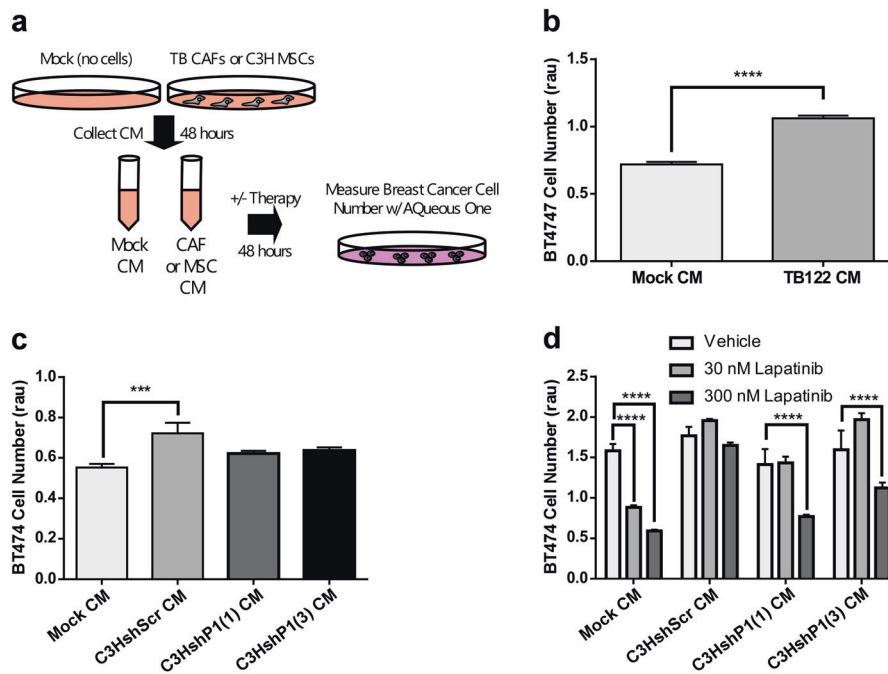 a
Mock (no cells)
TB CAFs or C3H MSCs
Collect CM
48 hours
Mock
CM
CAF
or MSC
CM
+/- Therapy
48 hours
Measure Breast Cancer Cell
Number w/AQueous One
b
BT4747 Cell Number (rau)
1.5
1.0
0.5
0.0
****
Mock CM
TB122 CM
c
BT474 Cell Number (rau)
1.0
0.8
0.6
0.4
0.2
0.0
***
Mock CM
C3HshScr CM
C3HshP1(1) CM
C3HshP1(3) CM
d
Vehicle
30 nM Lapatinib
300 nM Lapatinib
BT474 Cell Number (rau)
2.5
2.0
1.5
1.0
0.5
0.0
****
****
****
****
Mock CM
C3HshScr CM
C3HshP1(1) CM
C3HshP1(3) CM